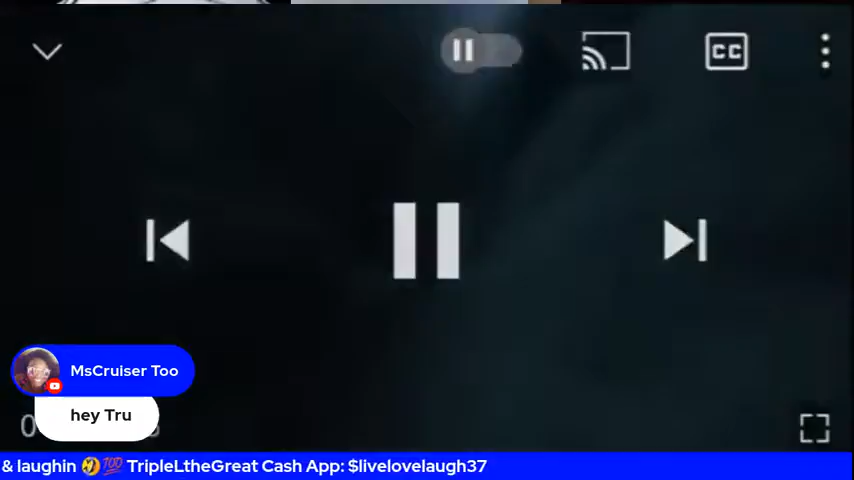 CC
MsCruiser Too
hey Tru
& laughin 🤣💯 TripleLtheGreat Cash App: $livelovelaugh37